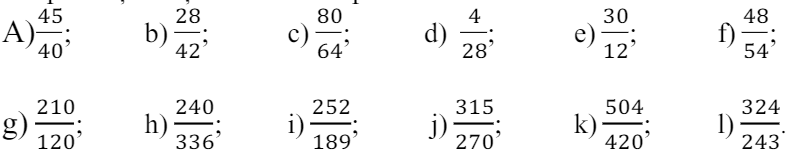 A) 45/40; b) 28/42; c) 80/64; d) 4/28; e) 30/12; f) 48/54;
g) 210/120; h) 240/336; i) 252/189; j) 315/270; k) 504/420; l) 324/243.